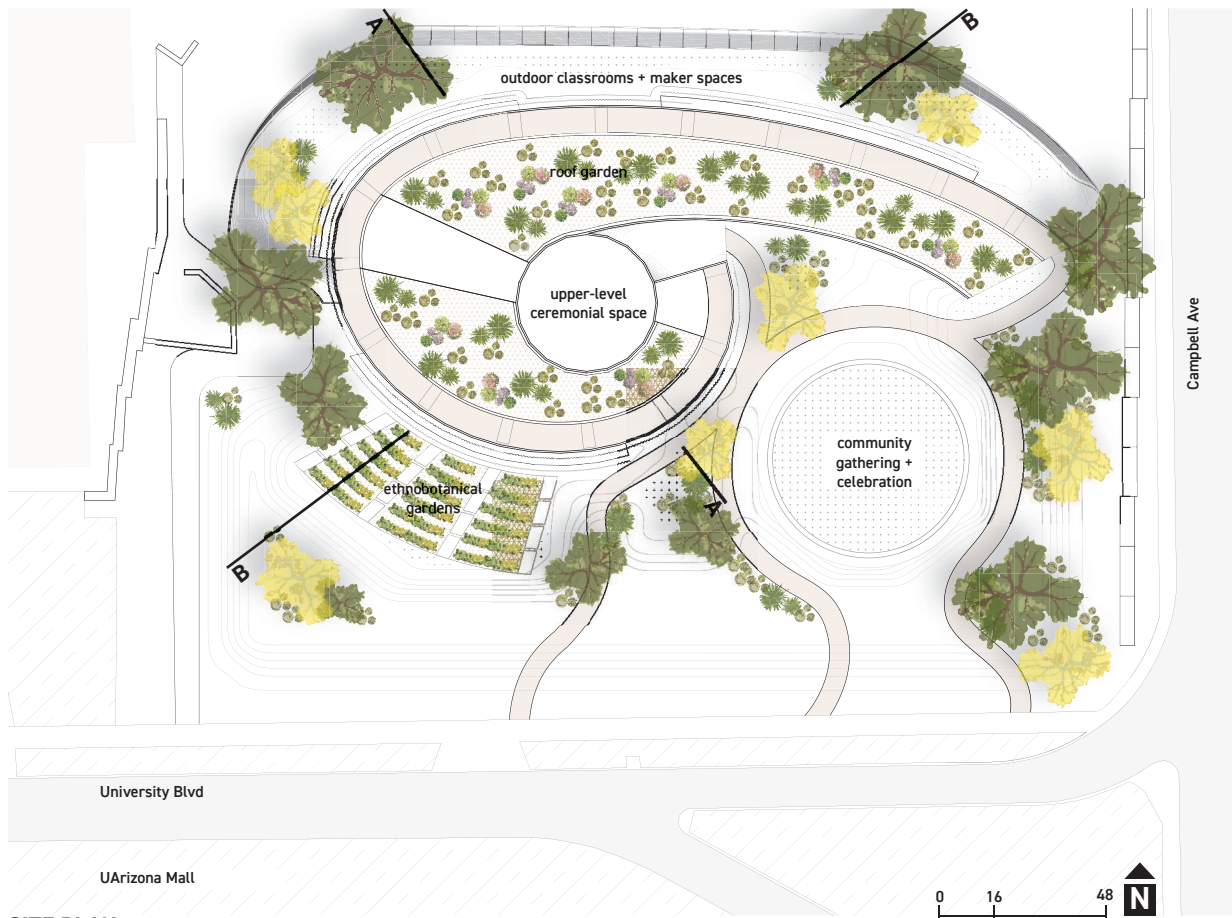 A
B
outdoor classrooms + maker spaces
roof garden
upper-level
ceremonial space
Campbell Ave
community
gathering +
celebration
ethnobotanical
gardens
A
B
University Blvd
UArizona Mall
0 16 48
N